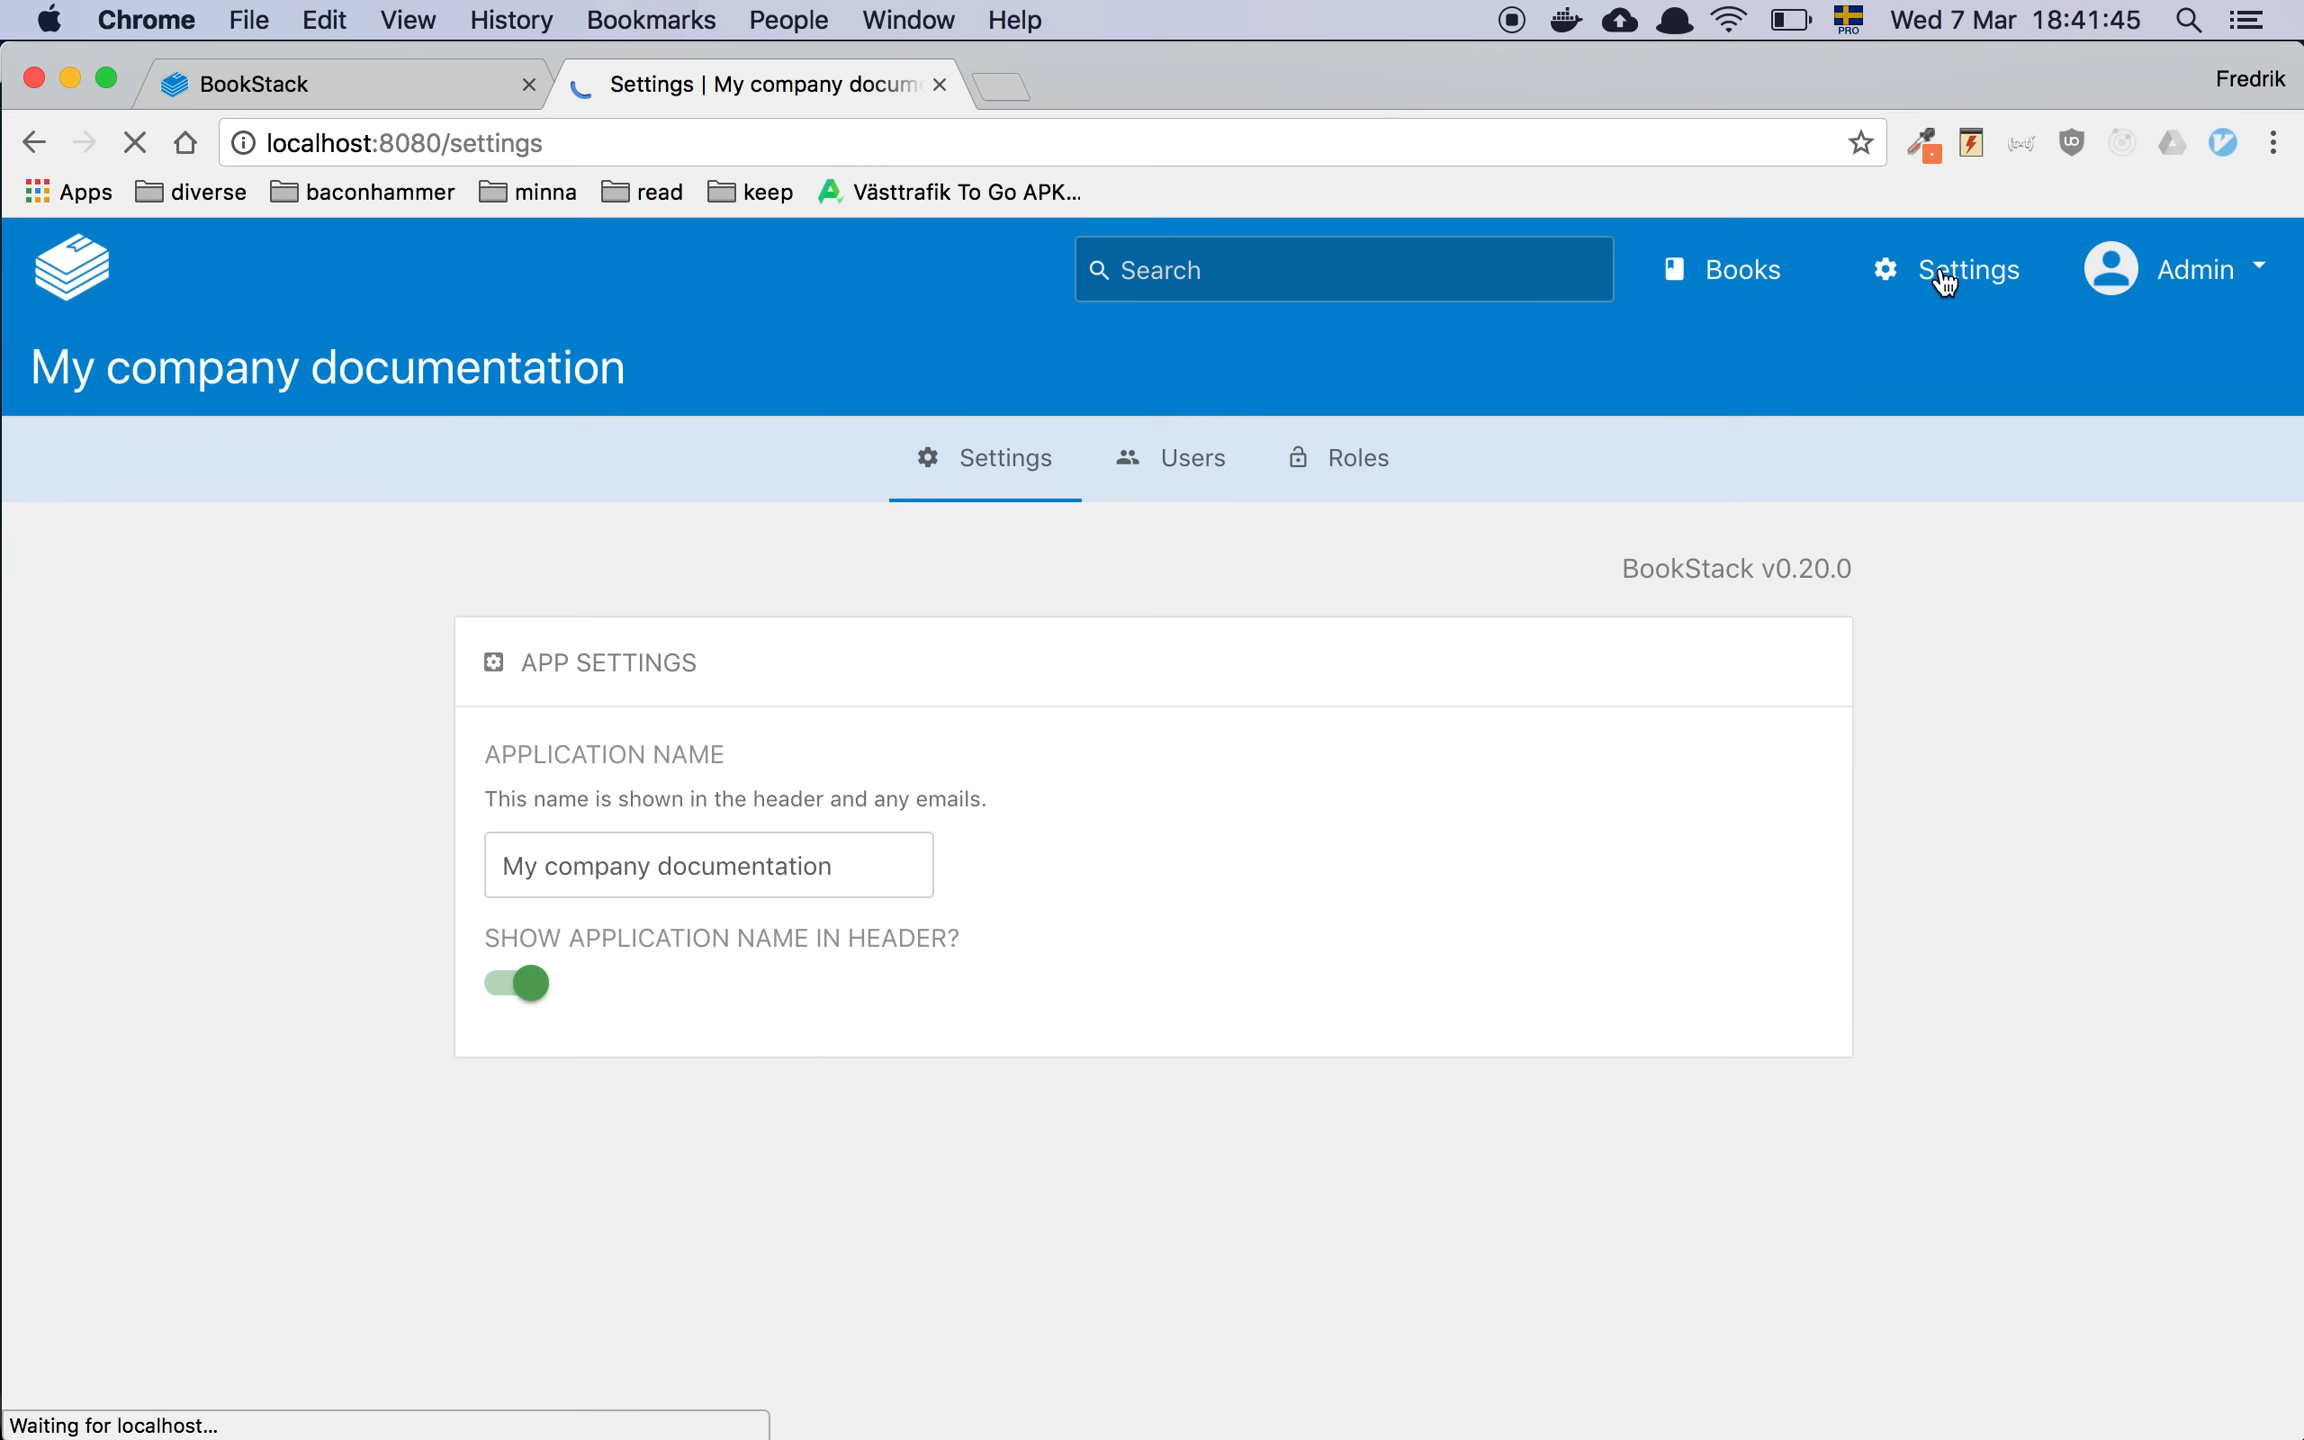 Chrome File Edit View History Bookmarks People Window Help PRO Wed 7 Mar 18:41:45
BookStack Settings | My company docum Fredrik
localhost:8080/settings
Apps diverse baconhammer minna read keep Västtrafik To Go APK...
Search Books Settings Admin
My company documentation
Settings Users Roles
BookStack v0.20.0
APP SETTINGS
APPLICATION NAME
This name is shown in the header and any emails.
My company documentation
SHOW APPLICATION NAME IN HEADER?
Waiting for localhost...